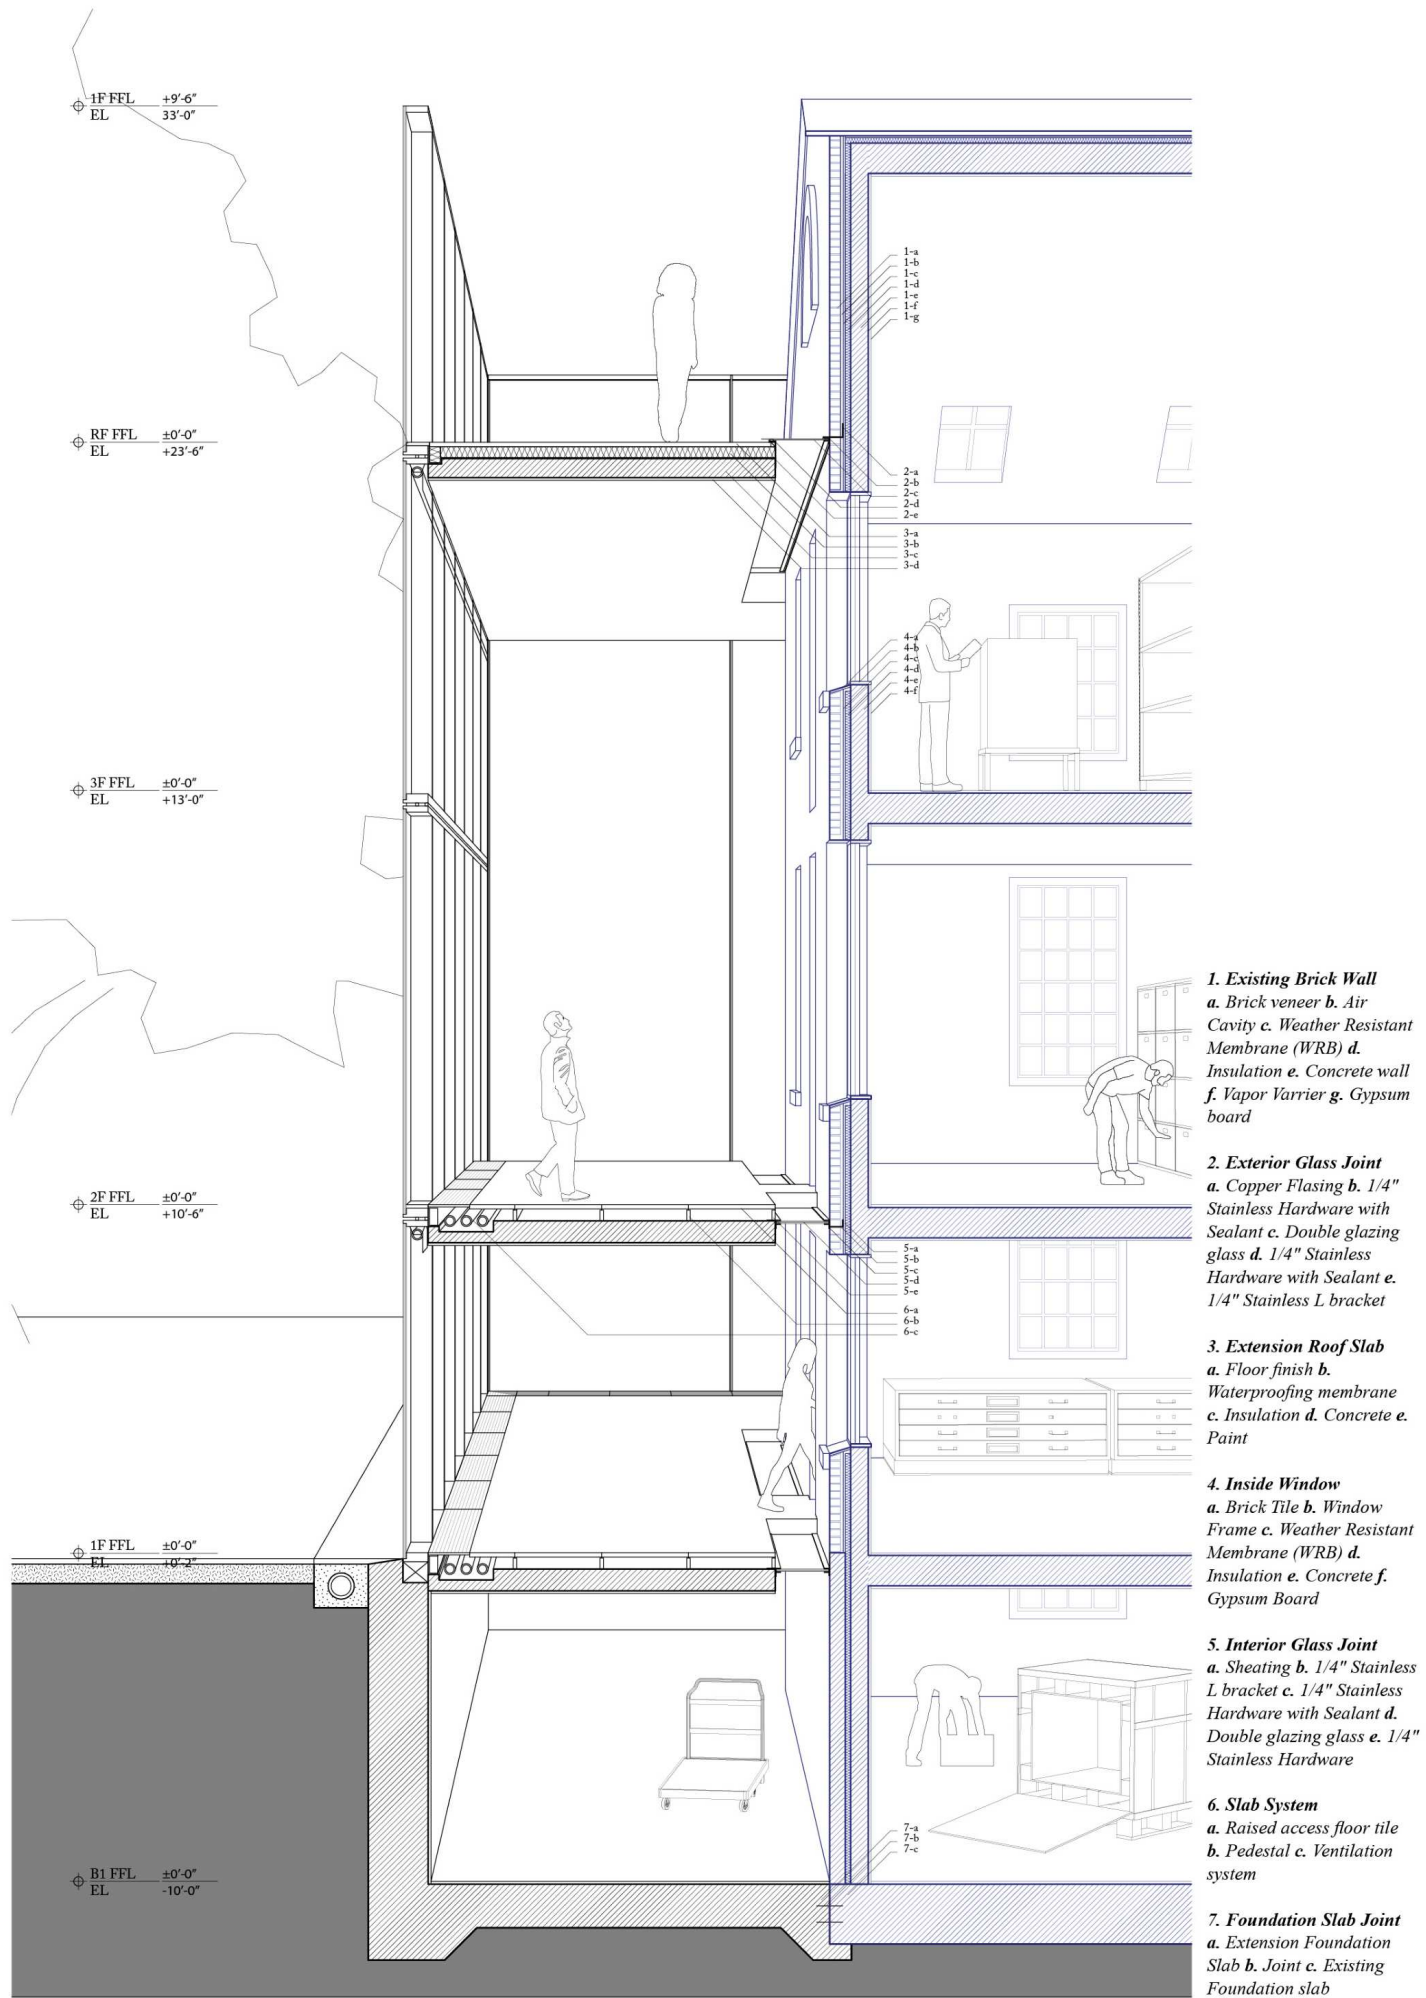 1F FFL +9'-6"
EL 33'-0"
1-a
1-b
1-c
1-d
1-e
1-f
1-g
RF FFL ±0'-0"
EL +23'-6"
2-a
2-b
2-c
2-d
2-e
3-a
3-b
3-c
3-d
4-a
4-b
4-c
4-d
4-e
4-f
3F FFL ±0'-0"
EL +13'-0"
2F FFL ±0'-0"
EL +10'-6"
5-a
5-b
5-c
5-d
5-e
6-a
6-b
6-c
1F FFL ±0'-0"
EL +0'-2"
7-a
7-b
7-c
B1 FFL ±0'-0"
EL -10'-0"
1. Existing Brick Wall
a. Brick veneer b. Air
Cavity c. Weather Resistant
Membrane (WRB) d.
Insulation e. Concrete wall
f. Vapor Varrier g. Gypsum
board
2. Exterior Glass Joint
a. Copper Flasing b. 1/4"
Stainless Hardware with
Sealant c. Double glazing
glass d. 1/4" Stainless
Hardware with Sealant e.
1/4" Stainless L bracket
3. Extension Roof Slab
a. Floor finish b.
Waterproofing membrane
c. Insulation d. Concrete e.
Paint
4. Inside Window
a. Brick Tile b. Window
Frame c. Weather Resistant
Membrane (WRB) d.
Insulation e. Concrete f.
Gypsum Board
5. Interior Glass Joint
a. Sheating b. 1/4" Stainless
L bracket c. 1/4" Stainless
Hardware with Sealant d.
Double glazing glass e. 1/4"
Stainless Hardware
6. Slab System
a. Raised access floor tile
b. Pedestal c. Ventilation
system
7. Foundation Slab Joint
a. Extension Foundation
Slab b. Joint c. Existing
Foundation slab